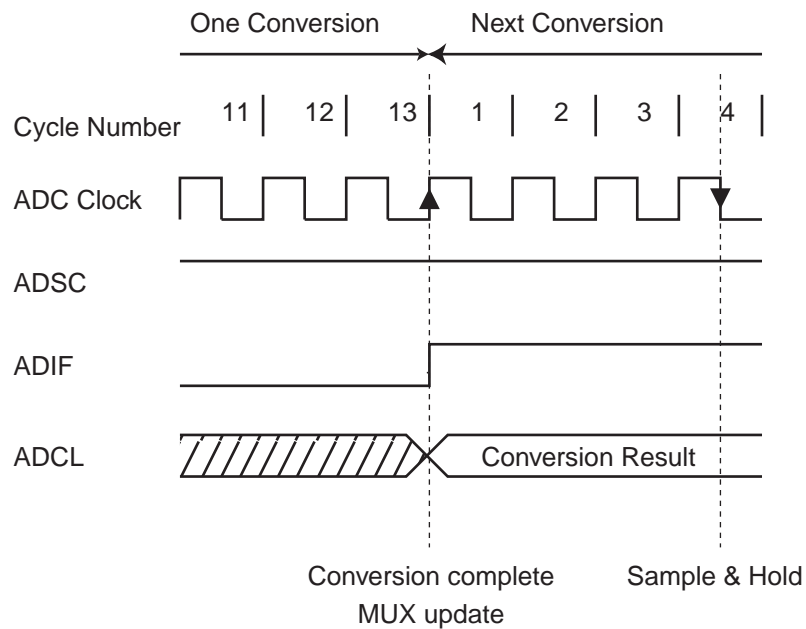 One Conversion Next Conversion
Cycle Number 11 12 13 1 2 3 4
ADC Clock
ADSC
ADIF
ADCL Conversion Result
Conversion complete Sample & Hold
MUX update